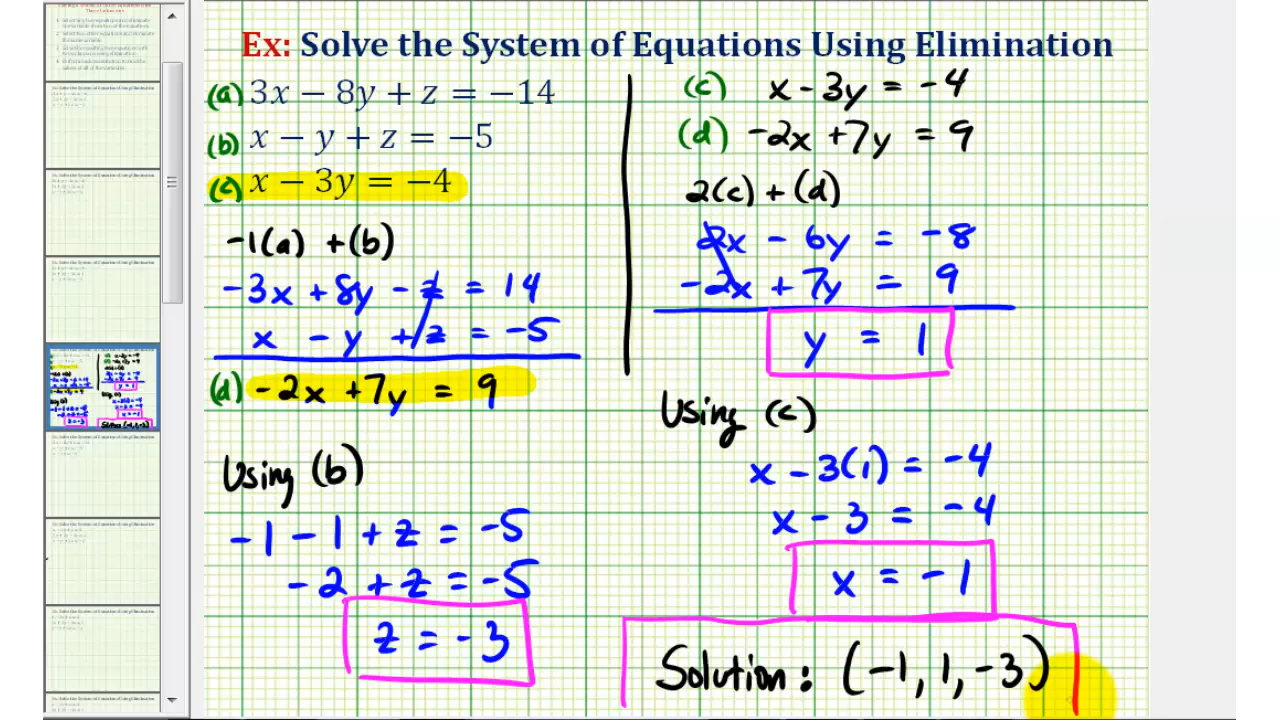 Ex: Solve the System of Equations Using Elimination
(a) 3x − 8y + z = −14
(b) x − y + z = −5
(c) x − 3y = −4
-1(a) +(b)
-3x + 8y - z = 14
x - y + z = -5
(d) -2x +7y = 9
Using (b)
-1 - 1 + z = -5
-2 + z = -5
z = -3
(c) x - 3y = -4
(d) -2x +7y = 9
2(c) + (d)
2x - 6y = -8
-2x + 7y = 9
y = 1
Using (c)
x - 3(1) = -4
x - 3 = -4
x = -1
Solution: (-1, 1, -3)